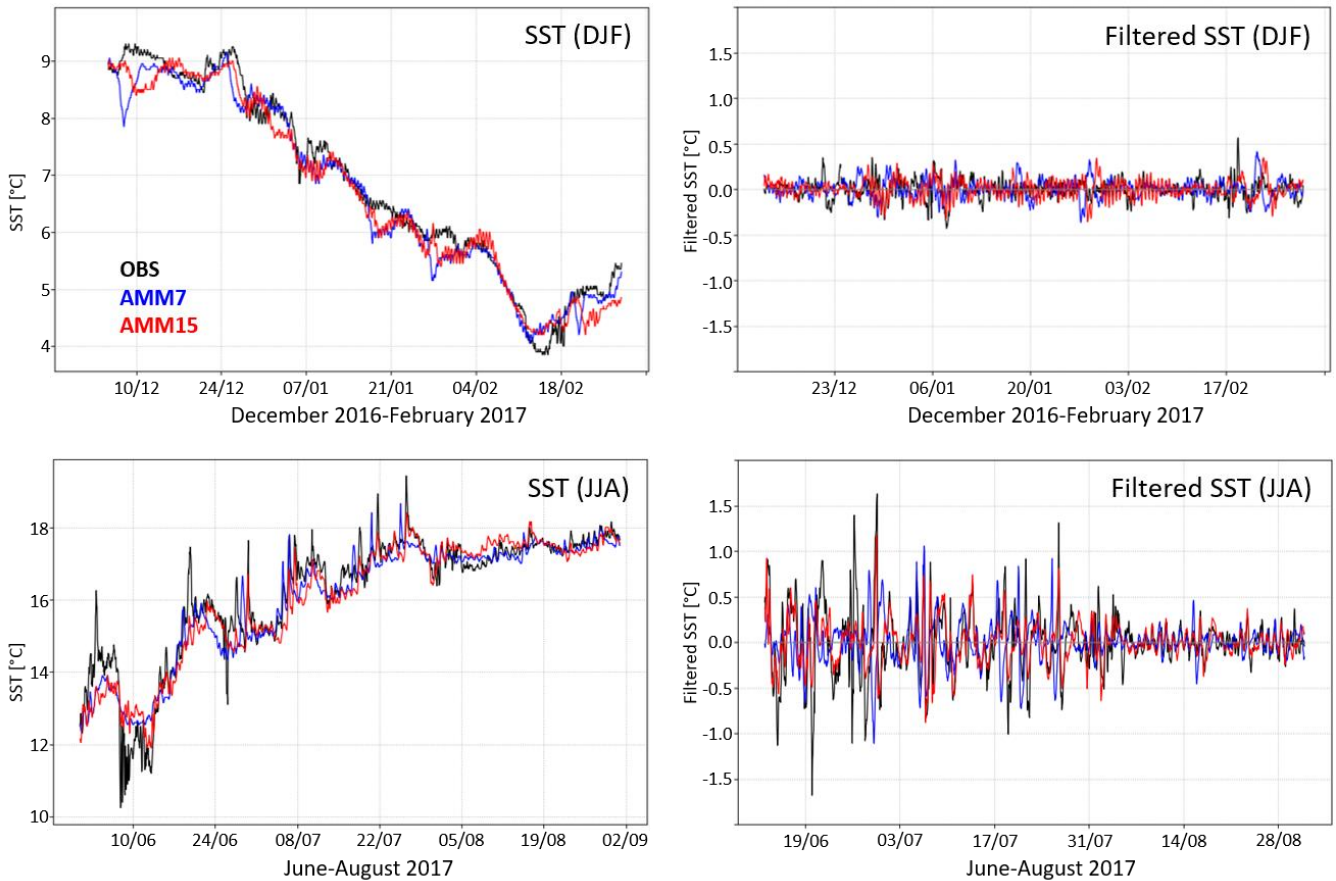 SST (DJF)
SST [°C]
9
8
7
6
5
4
OBS
AMM7
AMM15
10/12 24/12 07/01 21/01 04/02 18/02
December 2016-February 2017
Filtered SST (DJF)
Filtered SST [°C]
1.5
1.0
0.5
0.0
-0.5
-1.0
-1.5
23/12 06/01 20/01 03/02 17/02
December 2016-February 2017
SST (JJA)
SST [°C]
18
16
14
12
10
10/06 24/06 08/07 22/07 05/08 19/08 02/09
June-August 2017
Filtered SST (JJA)
Filtered SST [°C]
1.5
1.0
0.5
0.0
-0.5
-1.0
-1.5
19/06 03/07 17/07 31/07 14/08 28/08
June-August 2017